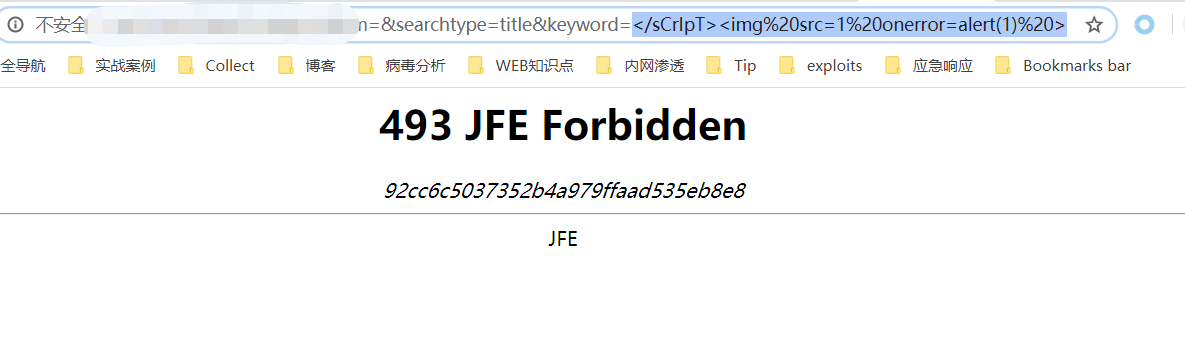 不安全 n=&searchtype=title&keyword=</sCrIpT><img%20src=1%20onerror=alert(1)%20>
全导航 实战案例 Collect 博客 病毒分析 WEB知识点 内网渗透 Tip exploits 应急响应 Bookmarks bar
493 JFE Forbidden
92cc6c5037352b4a979ffaad535eb8e8
JFE